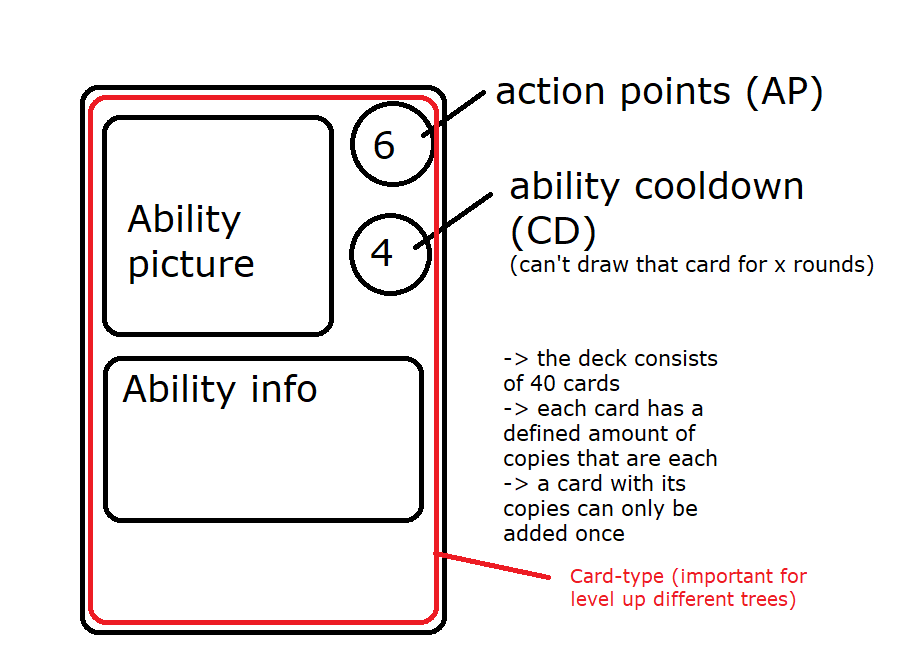 action points (AP)
6
ability cooldown
(CD)
(can't draw that card for x rounds)
4
Ability
picture
Ability info
-> the deck consists
of 40 cards
-> each card has a
defined amount of
copies that are each
-> a card with its
copies can only be
added once
Card-type (important for
level up different trees)